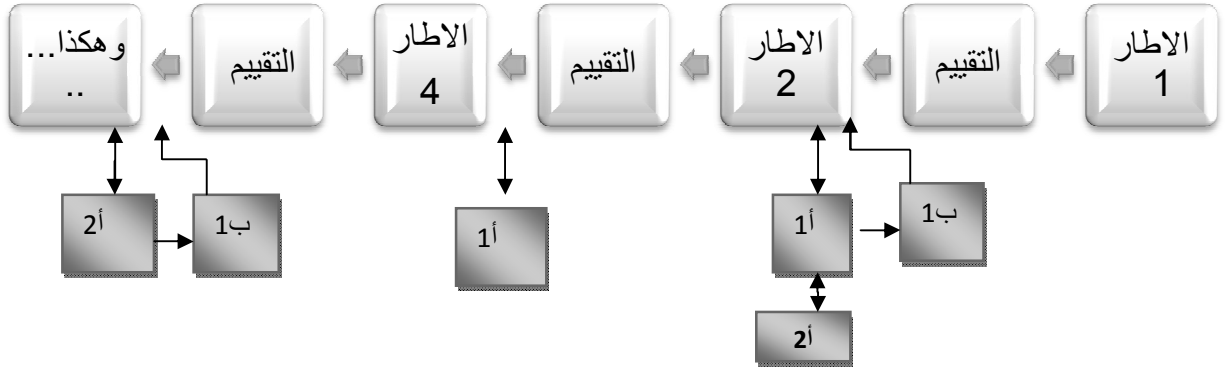 الاطار
1
التقييم
الاطار
2
التقييم
الاطار
4
التقييم
وهكذا...
..
ب1
أ1
أ2
أ1
ب1
أ2